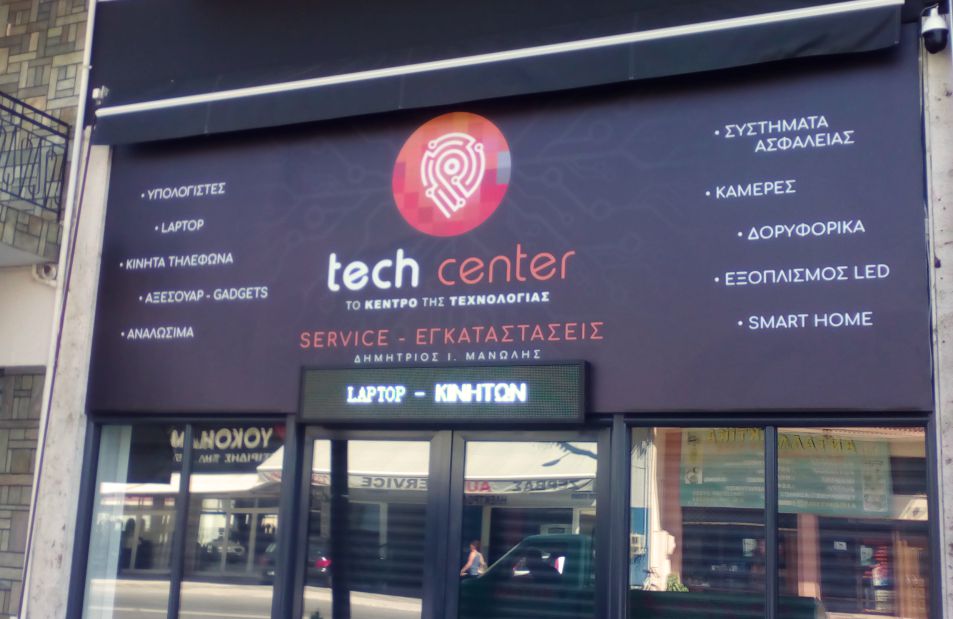 • ΥΠΟΛΟΓΙΣΤΕΣ
• LAPTOP
• ΚΙΝΗΤΑ ΤΗΛΕΦΩΝΑ
• ΑΞΕΣΟΥΑΡ - GADGETS
• ΑΝΑΛΩΣΙΜΑ
tech center
ΤΟ ΚΕΝΤΡΟ ΤΗΣ ΤΕΧΝΟΛΟΓΙΑΣ
SERVICE - ΕΓΚΑΤΑΣΤΑΣΕΙΣ
ΔΗΜΗΤΡΙΟΣ Ι. ΜΑΝΩΛΗΣ
LAPTOP - ΚΙΝΗΤΩΝ
• ΣΥΣΤΗΜΑΤΑ
ΑΣΦΑΛΕΙΑΣ
• ΚΑΜΕΡΕΣ
• ΔΟΡΥΦΟΡΙΚΑ
• ΕΞΟΠΛΙΣΜΟΣ LED
• SMART HOME